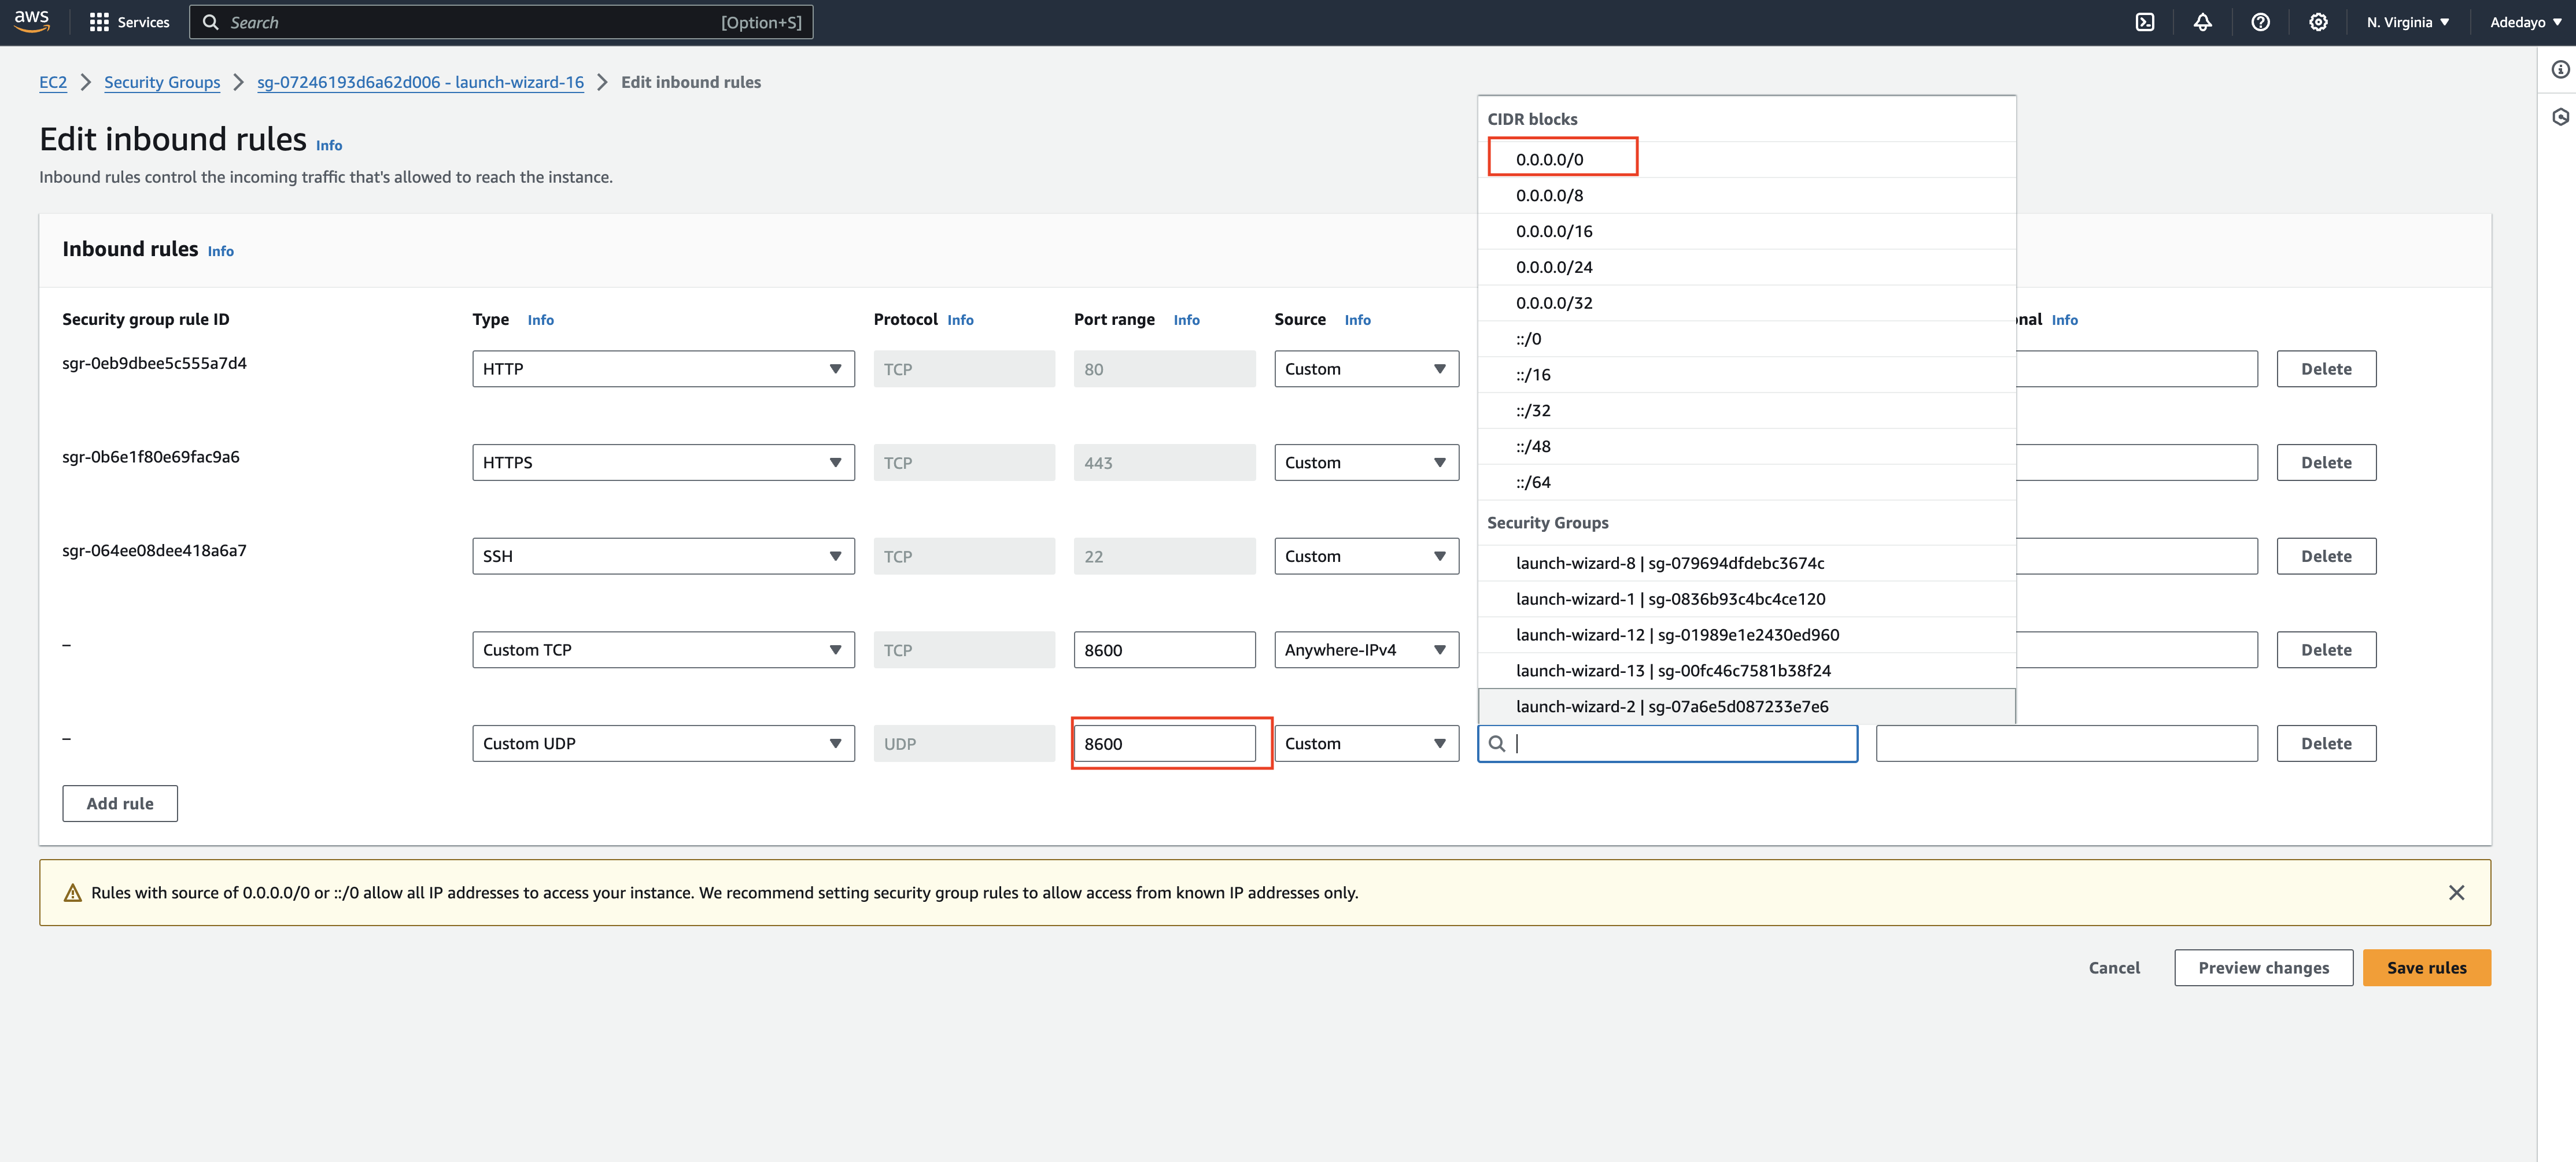 aws
Services
Search
[Option+S]
N. Virginia
Adedayo
EC2
Security Groups
sg-07246193d6a62d006 - launch-wizard-16
Edit inbound rules
Edit inbound rules Info
Inbound rules control the incoming traffic that's allowed to reach the instance.
Inbound rules Info
Security group rule ID
Type Info
Protocol Info
Port range Info
Source Info
Info
sgr-0eb9dbee5c555a7d4
HTTP
TCP
80
Custom
Delete
sgr-0b6e1f80e69fac9a6
HTTPS
TCP
443
Custom
Delete
sgr-064ee08dee418a6a7
SSH
TCP
22
Custom
Delete
–
Custom TCP
TCP
8600
Anywhere-IPv4
Delete
–
Custom UDP
UDP
8600
Custom
Delete
CIDR blocks
0.0.0.0/0
0.0.0.0/8
0.0.0.0/16
0.0.0.0/24
0.0.0.0/32
::/0
::/16
::/32
::/48
::/64
Security Groups
launch-wizard-8 | sg-079694dfdebc3674c
launch-wizard-1 | sg-0836b93c4bc4ce120
launch-wizard-12 | sg-01989e1e2430ed960
launch-wizard-13 | sg-00fc46c7581b38f24
launch-wizard-2 | sg-07a6e5d087233e7e6
Add rule
Rules with source of 0.0.0.0/0 or ::/0 allow all IP addresses to access your instance. We recommend setting security group rules to allow access from known IP addresses only.
Cancel
Preview changes
Save rules